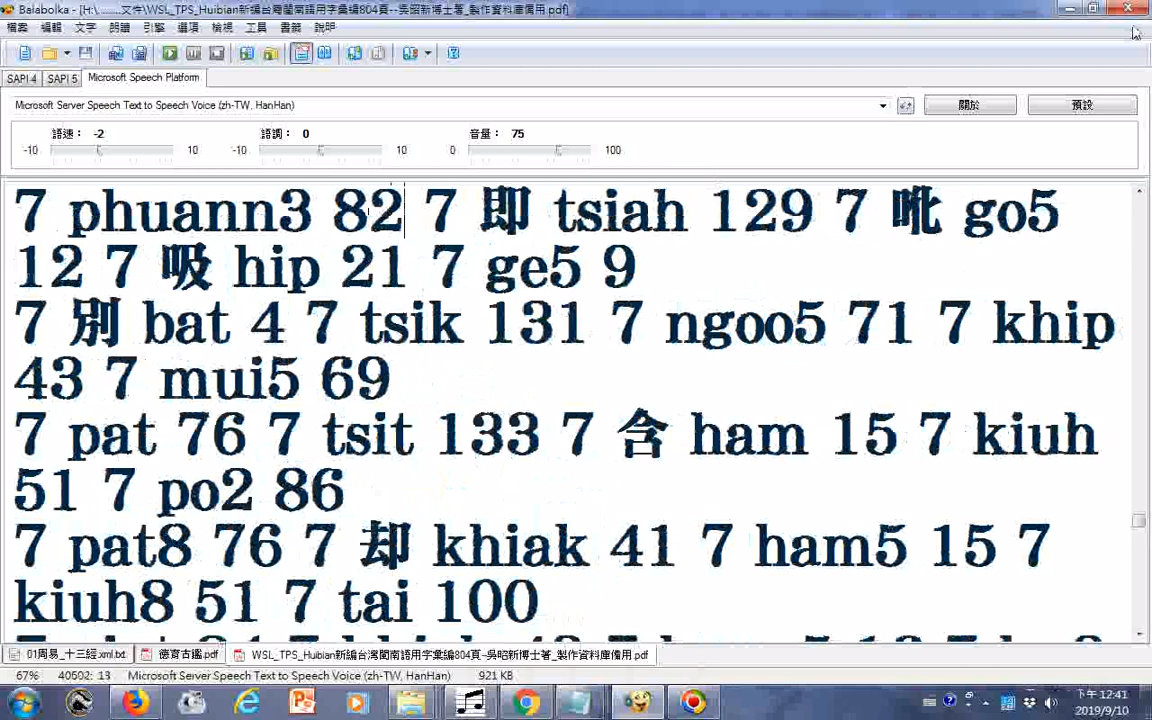 Balabolka - [H:\........文件\WSL_TPS_Huibian新編台灣閩南語用字彙編804頁--吳昭新博士著_製作資料庫備用.pdf]
檔案 編輯 文字 朗讀 引擎 選項 檢視 工具 書籤 說明
SAPI 4 SAPI 5 Microsoft Speech Platform
Microsoft Server Speech Text to Speech Voice (zh-TW, HanHan) 關於 預設
語速： -2 語調： 0 音量： 75
-10 10 -10 10 0 100
7 phuann3 82 7 即 tsiah 129 7 吪 go5
12 7 吸 hip 21 7 ge5 9
7 別 bat 4 7 tsik 131 7 ngoo5 71 7 khip
43 7 mui5 69
7 pat 76 7 tsit 133 7 含 ham 15 7 kiuh
51 7 po2 86
7 pat8 76 7 却 khiak 41 7 ham5 15 7
kiuh8 51 7 tai 100
01周易_十三經.xml.txt 德育古鑑.pdf WSL_TPS_Huibian新編台灣閩南語用字彙編804頁--吳昭新博士著_製作資料庫備用.pdf
67% 40502: 13 Microsoft Server Speech Text to Speech Voice (zh-TW, HanHan) 921 KB
下午 12:41
2019/9/10